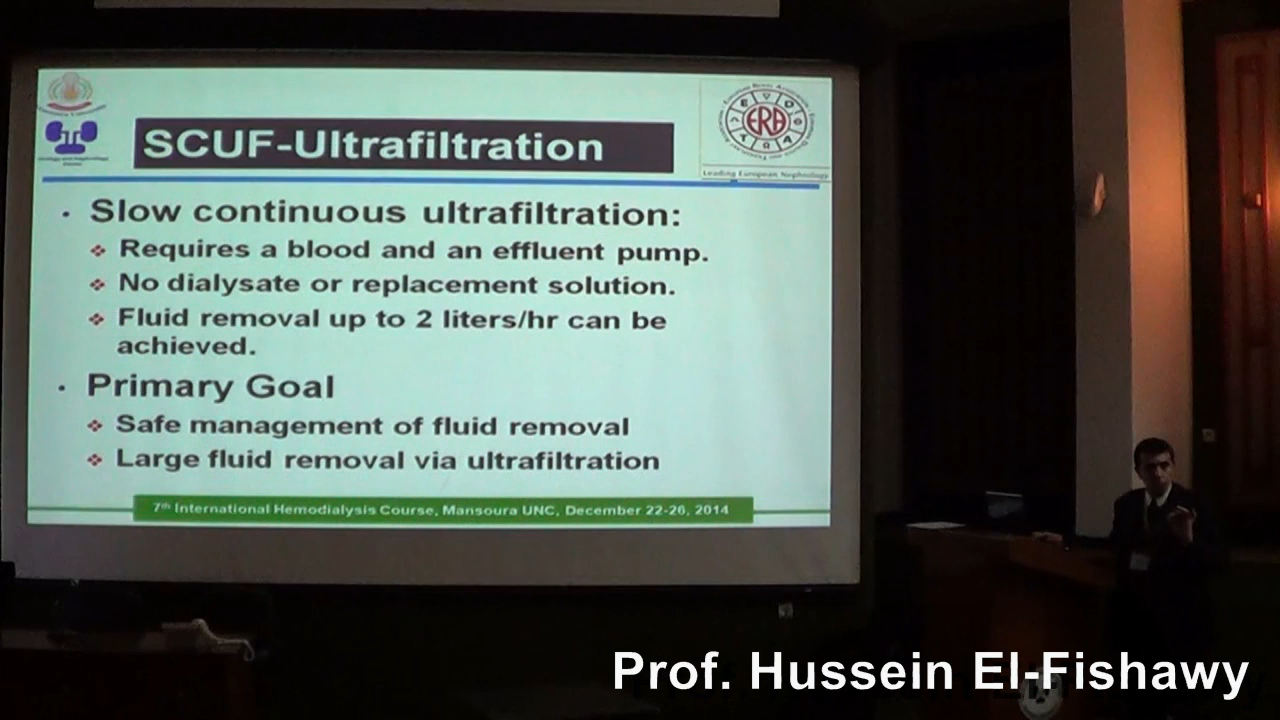 SCUF-Ultrafiltration
ERA
Leading European Nephrology
• Slow continuous ultrafiltration:
❖ Requires a blood and an effluent pump.
❖ No dialysate or replacement solution.
❖ Fluid removal up to 2 liters/hr can be
achieved.
• Primary Goal
❖ Safe management of fluid removal
❖ Large fluid removal via ultrafiltration
7th International Hemodialysis Course, Mansoura UNC, December 22-26, 2014
Prof. Hussein El-Fishawy